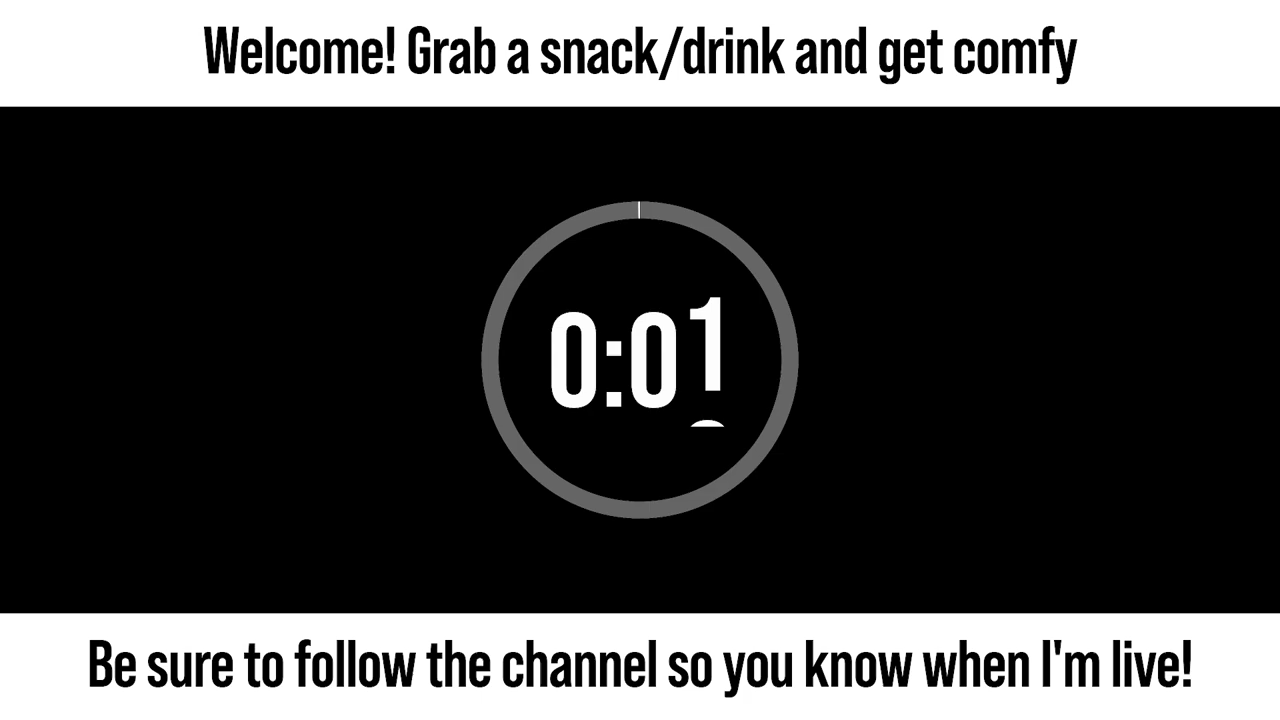 Welcome! Grab a snack/drink and get comfy
0:01
Be sure to follow the channel so you know when I'm live!